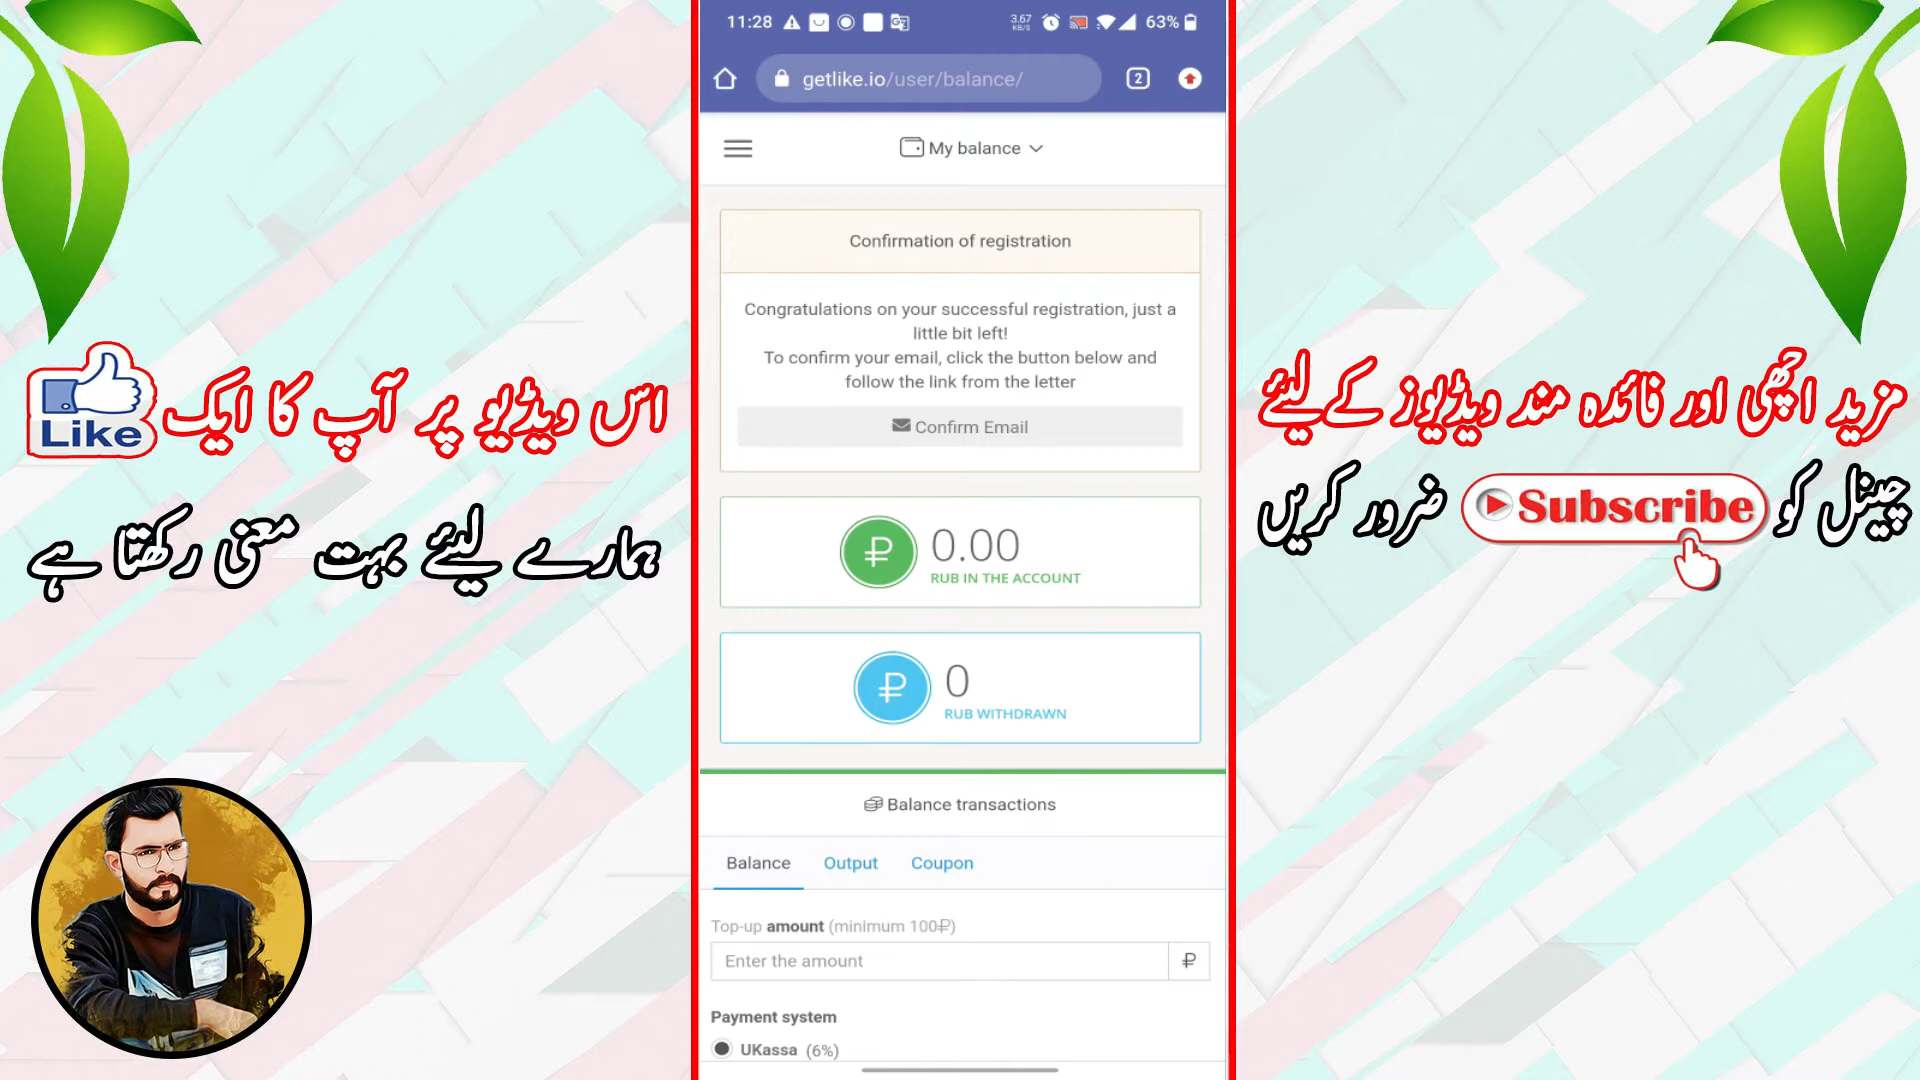 11:28
3.67
KB/S
63%
getlike.io/user/balance/
2
My balance
Confirmation of registration
Congratulations on your successful registration, just a
little bit left!
To confirm your email, click the button below and
follow the link from the letter
Confirm Email
₽ 0.00
RUB IN THE ACCOUNT
₽ 0
RUB WITHDRAWN
Balance transactions
Balance Output Coupon
Top-up amount (minimum 100₽)
Enter the amount ₽
Payment system
UKassa (6%)
اس ویڈیو پر آپ کا ایک Like
ہمارے لیئے بہت معنی رکھتا ہے
مزید اچھی اور فائدہ مند ویڈیوز کے لیئے
چینل کو Subscribe ضرور کریں